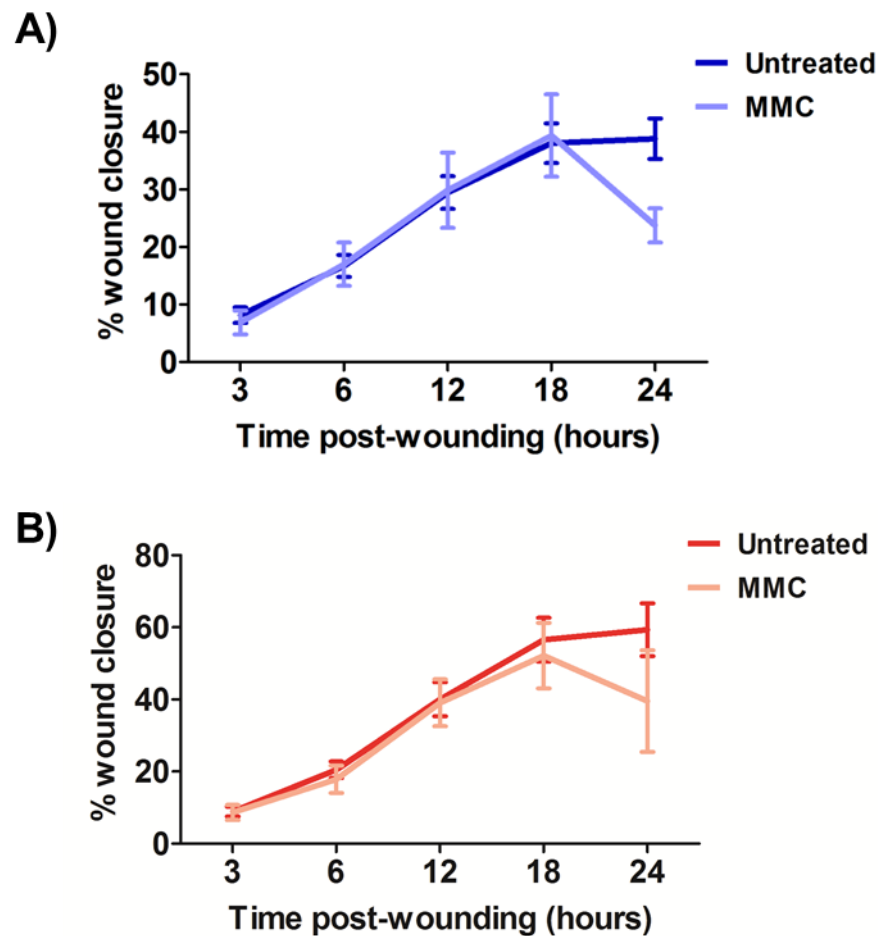 A)
Untreated
MMC
% wound closure
50
40
30
20
10
0
3 6 12 18 24
Time post-wounding (hours)
B)
Untreated
MMC
% wound closure
80
60
40
20
0
3 6 12 18 24
Time post-wounding (hours)